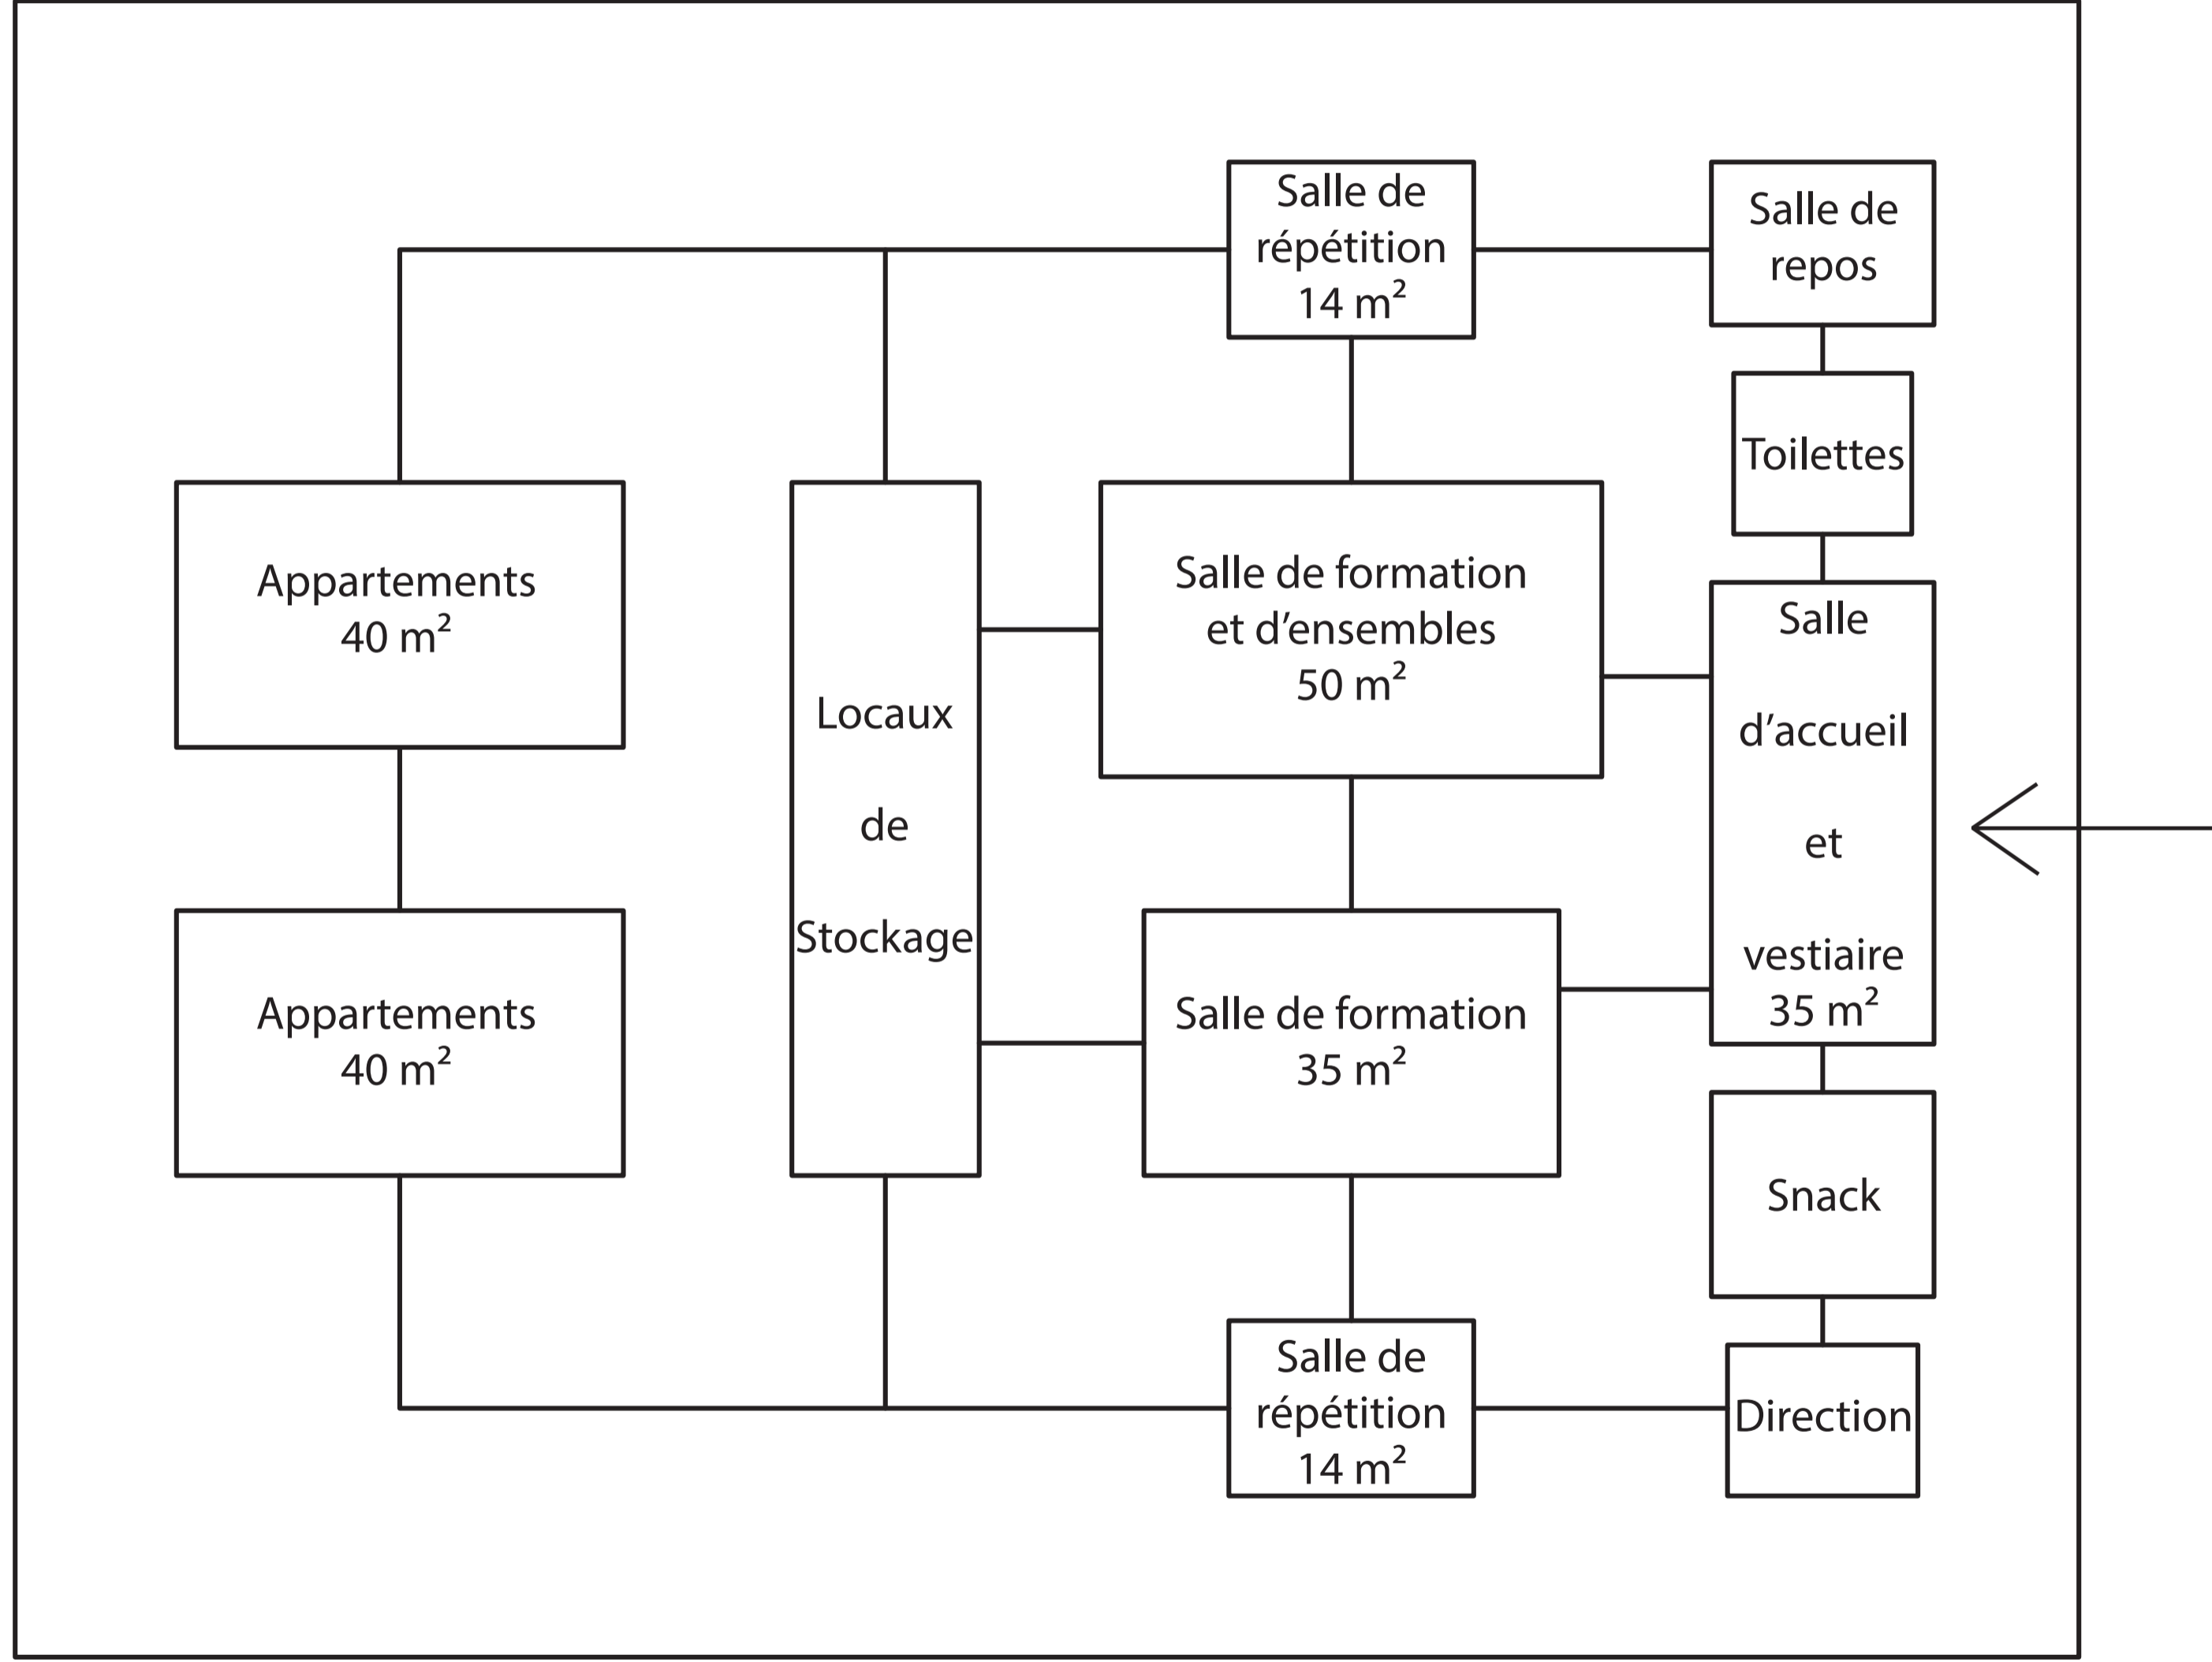 Salle de
répétition
14 m²
Salle de
repos
Toilettes
Appartements
40 m²
Locaux
de
Stockage
Salle de formation
et d’ensembles
50 m²
Salle
d’accueil
et
vestiaire
35 m²
Appartements
40 m²
Salle de formation
35 m²
Snack
Salle de
répétition
14 m²
Direction